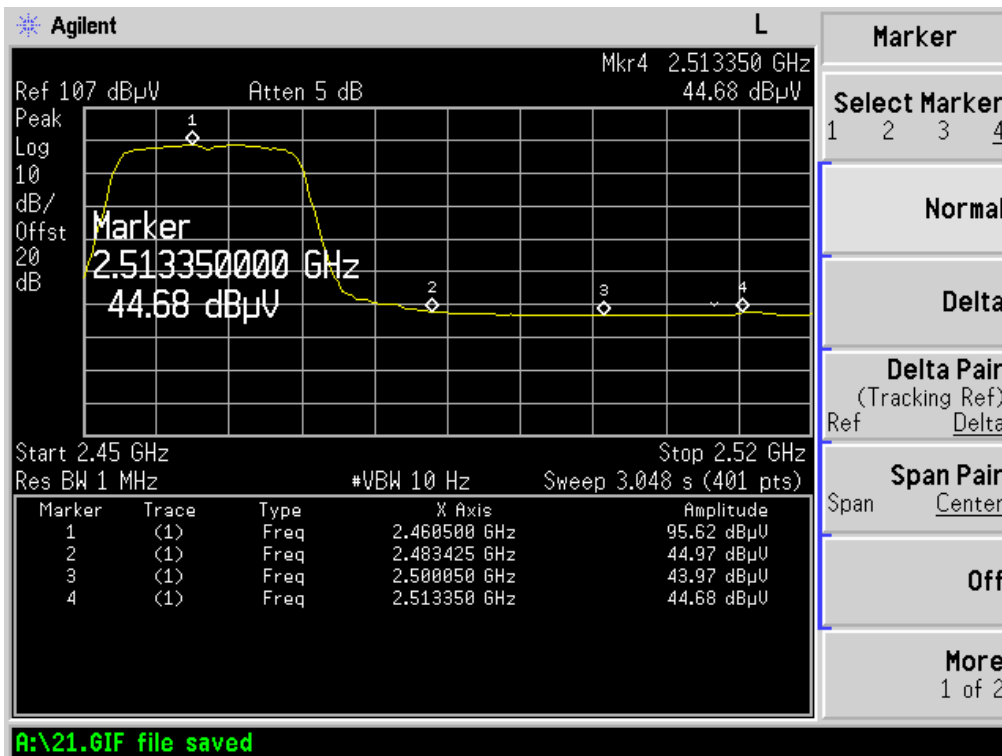 Agilent
L
Mkr4 2.513350 GHz
Ref 107 dBµV Atten 5 dB 44.68 dBµV
Peak
Log
10
dB/
Offst
20
dB
1
Marker
2.513350000 GHz
44.68 dBµV
2
3
4
Start 2.45 GHz Stop 2.52 GHz
Res BW 1 MHz #VBW 10 Hz Sweep 3.048 s (401 pts)
Marker Trace Type X Axis Amplitude
1 (1) Freq 2.460500 GHz 95.62 dBµV
2 (1) Freq 2.483425 GHz 44.97 dBµV
3 (1) Freq 2.500050 GHz 43.97 dBµV
4 (1) Freq 2.513350 GHz 44.68 dBµV
A:\21.GIF file saved
Marker
Select Marker
1 2 3 4
Normal
Delta
Delta Pair
(Tracking Ref)
Ref Delta
Span Pair
Span Center
Off
More
1 of 2